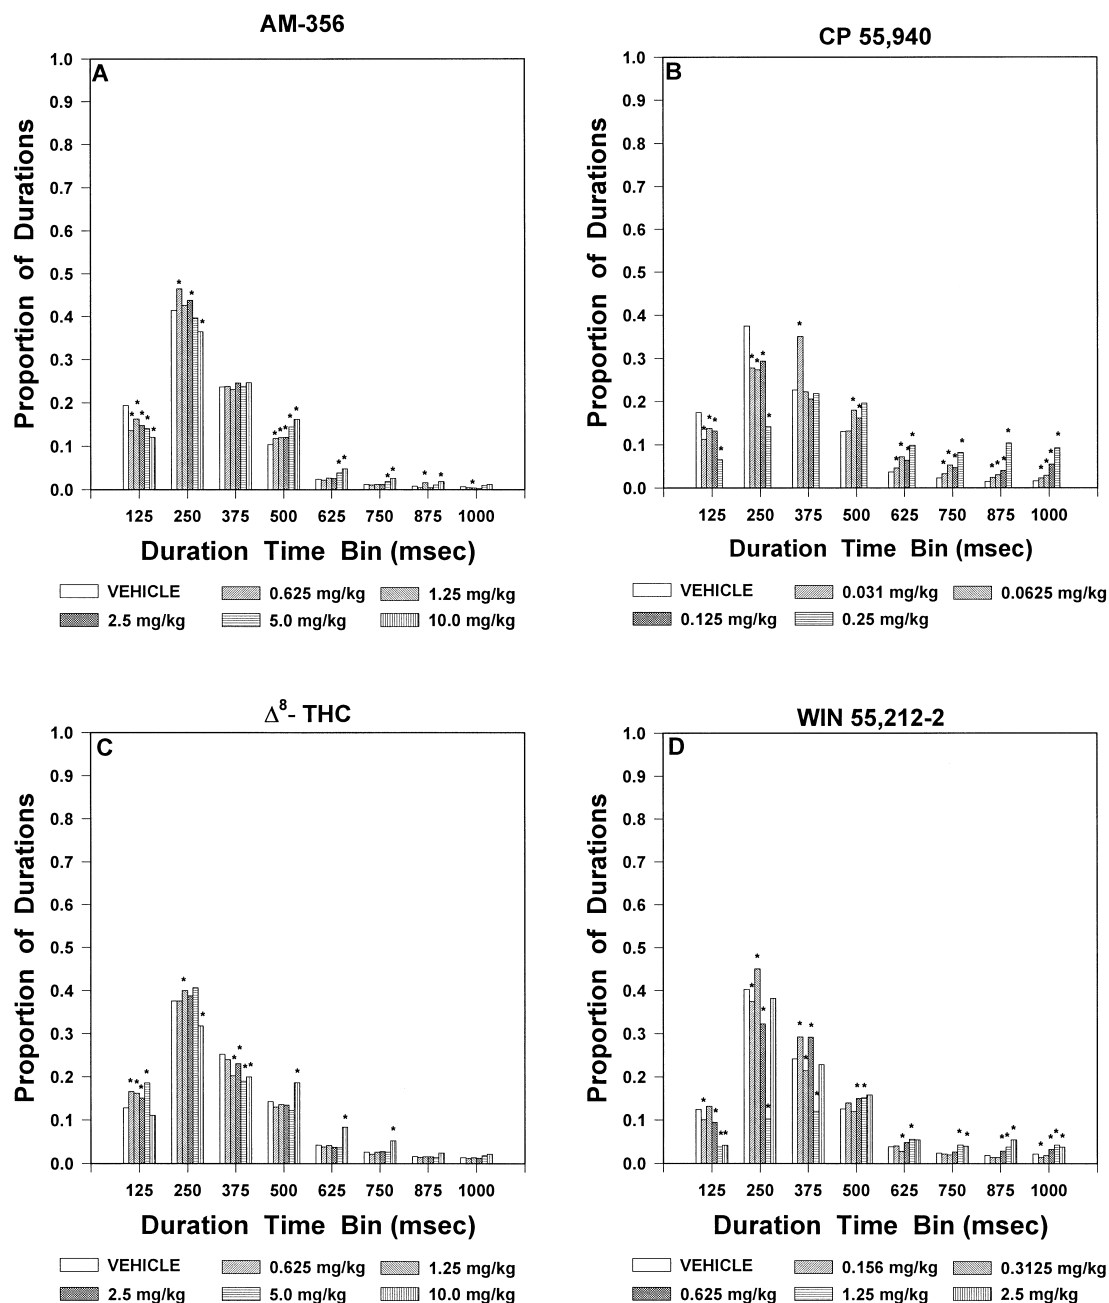 AM-356
A
1.0
0.9
0.8
0.7
0.6
0.5
0.4
0.3
0.2
0.1
0.0
Proportion of Durations
125 250 375 500 625 750 875 1000
Duration Time Bin (msec)
VEHICLE 0.625 mg/kg 1.25 mg/kg
2.5 mg/kg 5.0 mg/kg 10.0 mg/kg
CP 55,940
B
1.0
0.9
0.8
0.7
0.6
0.5
0.4
0.3
0.2
0.1
0.0
Proportion of Durations
125 250 375 500 625 750 875 1000
Duration Time Bin (msec)
VEHICLE 0.031 mg/kg 0.0625 mg/kg
0.125 mg/kg 0.25 mg/kg
Δ⁸- THC
C
1.0
0.9
0.8
0.7
0.6
0.5
0.4
0.3
0.2
0.1
0.0
Proportion of Durations
125 250 375 500 625 750 875 1000
Duration Time Bin (msec)
VEHICLE 0.625 mg/kg 1.25 mg/kg
2.5 mg/kg 5.0 mg/kg 10.0 mg/kg
WIN 55,212-2
D
1.0
0.9
0.8
0.7
0.6
0.5
0.4
0.3
0.2
0.1
0.0
Proportion of Durations
125 250 375 500 625 750 875 1000
Duration Time Bin (msec)
VEHICLE 0.156 mg/kg 0.3125 mg/kg
0.625 mg/kg 1.25 mg/kg 2.5 mg/kg